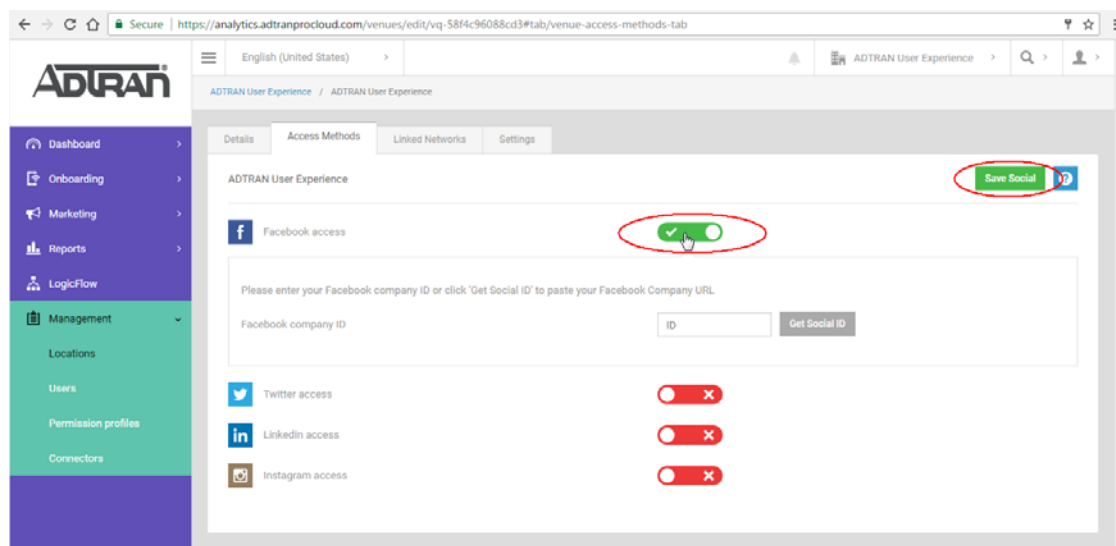 Secure | https://analytics.adtranprocloud.com/venues/edit/vq-58f4c96088cd3#tab/venue-access-methods-tab
ADTRAN
English (United States)
ADTRAN User Experience
ADTRAN User Experience / ADTRAN User Experience
Dashboard
Onboarding
Marketing
Reports
LogicFlow
Management
Locations
Users
Permission profiles
Connectors
Details
Access Methods
Linked Networks
Settings
ADTRAN User Experience
Save Social
?
f
Facebook access
Please enter your Facebook company ID or click 'Get Social ID' to paste your Facebook Company URL
Facebook company ID
ID
Get Social ID
Twitter access
in
Linkedin access
Instagram access